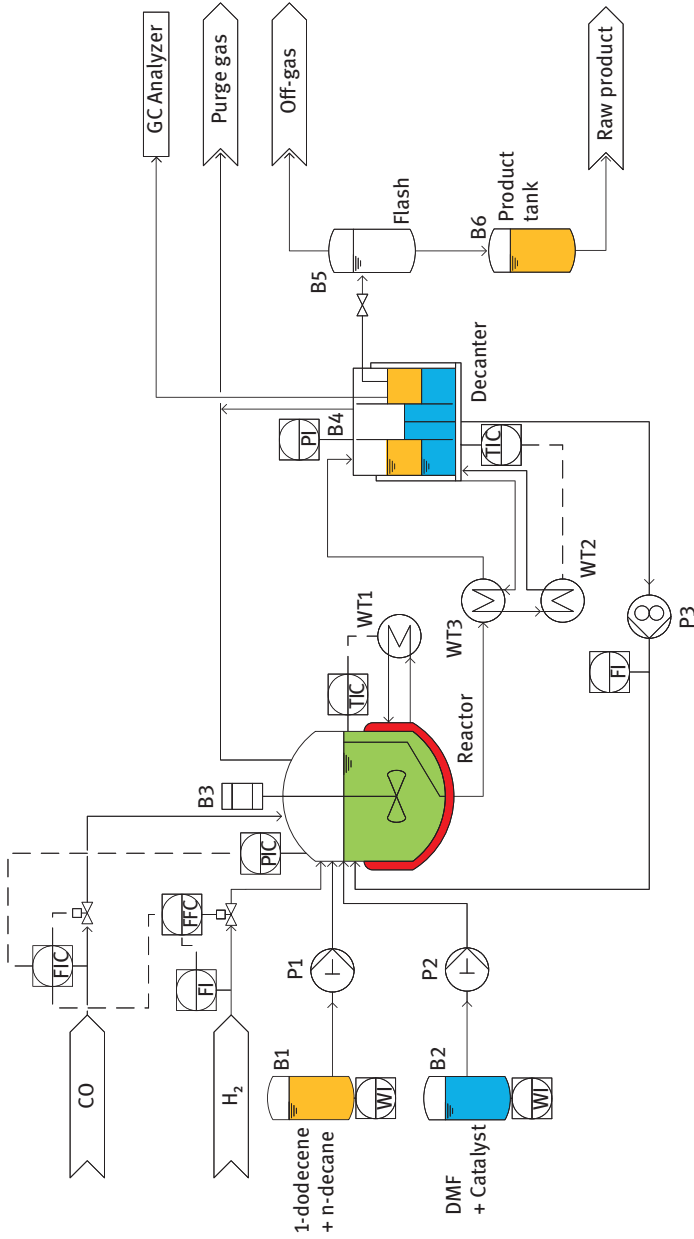 CO
H₂
FIC
FI
FFC
PIC
B3
1-dodecene
+ n-decane
B1
WI
P1
DMF
+ Catalyst
B2
WI
P2
TIC
WT1
Reactor
WT3
WT2
FI
P3
PI
B4
Decanter
TIC
B5
Flash
B6
Product
tank
GC Analyzer
Purge gas
Off-gas
Raw product